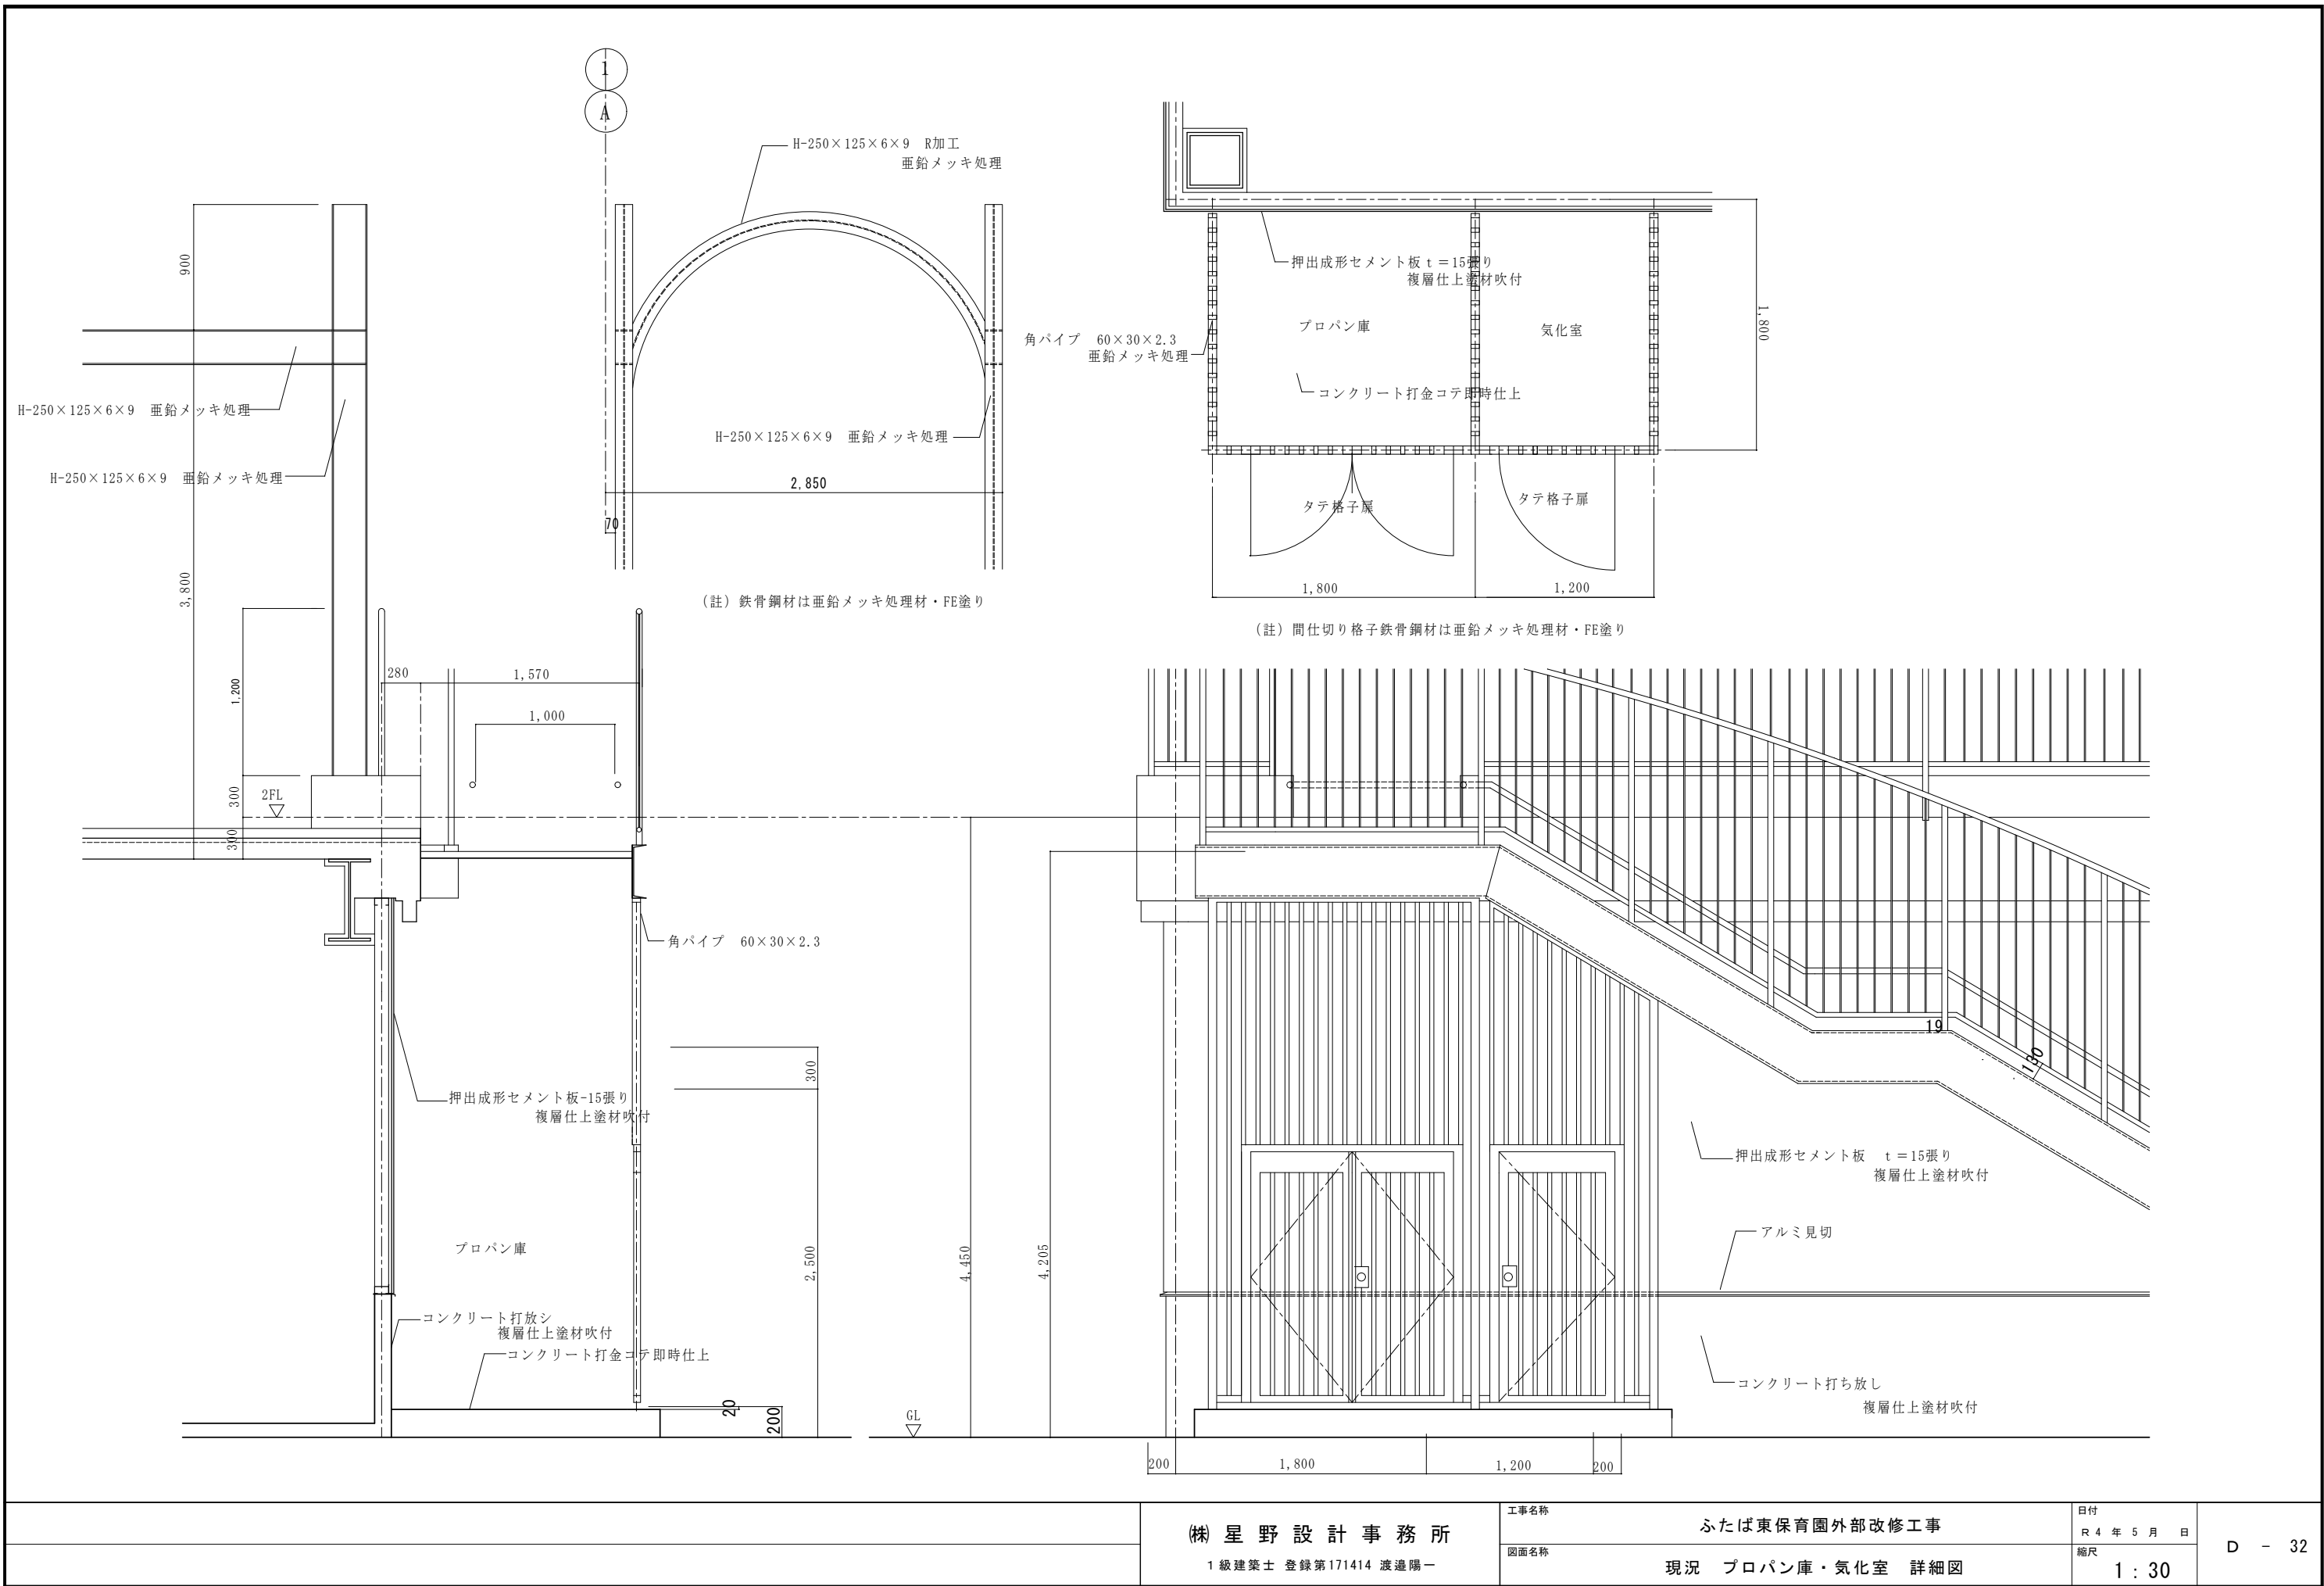 1
A
H-250×125×6×9　R加工
亜鉛メッキ処理
900
3,800
H-250×125×6×9　亜鉛メッキ処理
H-250×125×6×9　亜鉛メッキ処理
H-250×125×6×9　亜鉛メッキ処理
2,850
70
（註）鉄骨鋼材は亜鉛メッキ処理材・FE塗り
押出成形セメント板ｔ＝15張り
複層仕上塗材吹付
角パイプ　60×30×2.3
亜鉛メッキ処理
プロパン庫
気化室
コンクリート打金コテ即時仕上
1,800
タテ格子扉
タテ格子扉
1,800
1,200
（註）間仕切り格子鉄骨鋼材は亜鉛メッキ処理材・FE塗り
280
1,570
1,000
1,200
300
300
2FL
角パイプ　60×30×2.3
300
押出成形セメント板-15張り
複層仕上塗材吹付
プロパン庫
2,500
4,450
4,205
コンクリート打放シ
複層仕上塗材吹付
コンクリート打金コテ即時仕上
20
200
GL
19
130
押出成形セメント板　ｔ＝15張り
複層仕上塗材吹付
アルミ見切
コンクリート打ち放し
複層仕上塗材吹付
200
1,800
1,200
200
㈱ 星 野 設 計 事 務 所
1級建築士 登録第171414 渡邉陽一
工事名称
ふたば東保育園外部改修工事
図面名称
現況　プロパン庫・気化室　詳細図
日付
R 4 年 5 月　日
縮尺
1 : 30
D － 32